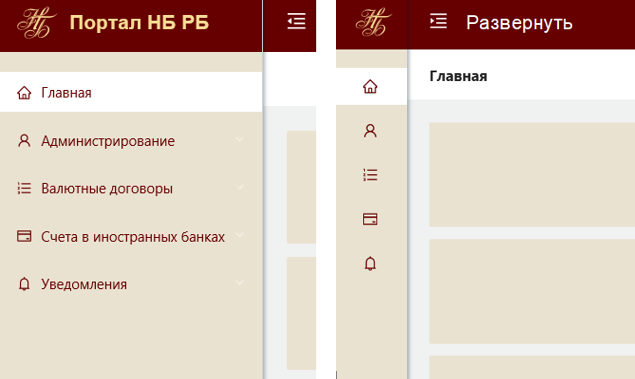 Портал НБ РБ
Главная
Администрирование
Валютные договоры
Счета в иностранных банках
Уведомления
Развернуть
Главная